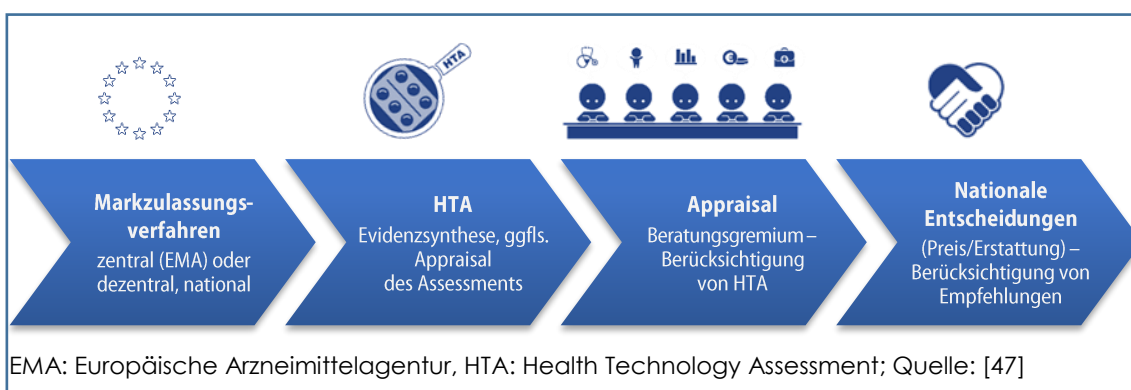 HTA
Markzulassungs-
verfahren
zentral (EMA) oder
dezentral, national
HTA
Evidenzsynthese, ggfls.
Appraisal
des Assessments
Appraisal
Beratungsgremium –
Berücksichtigung
von HTA
Nationale
Entscheidungen
(Preis/Erstattung) –
Berücksichtigung von
Empfehlungen
EMA: Europäische Arzneimittelagentur, HTA: Health Technology Assessment; Quelle: [47]